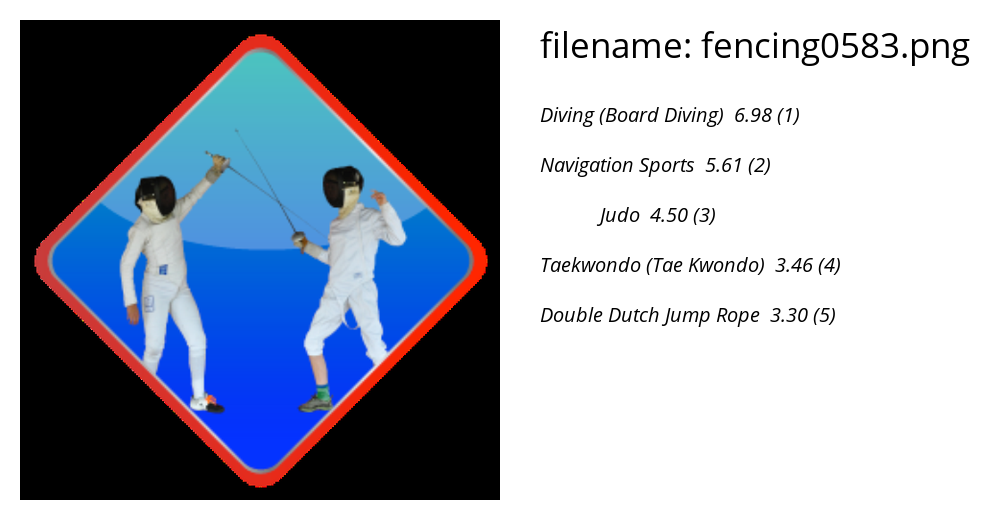 filename: fencing0583.png
Diving (Board Diving) 6.98 (1)
Navigation Sports 5.61 (2)
Judo 4.50 (3)
Taekwondo (Tae Kwondo) 3.46 (4)
Double Dutch Jump Rope 3.30 (5)